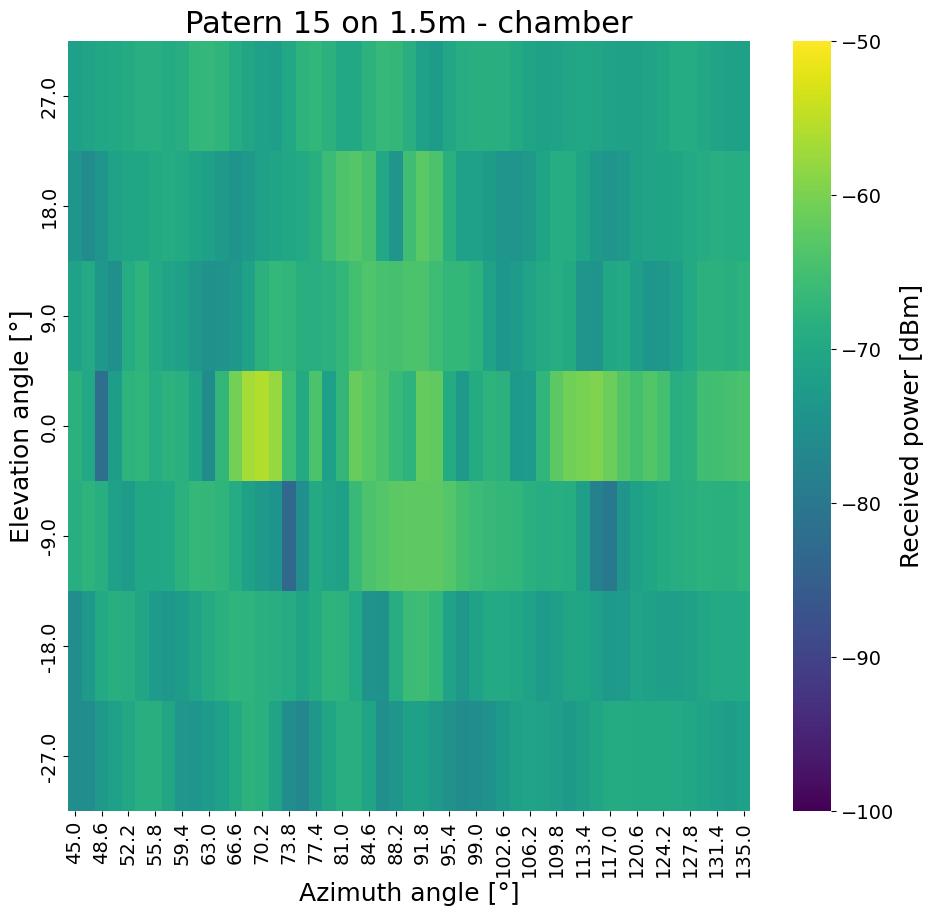 Patern 15 on 1.5m - chamber
Elevation angle [°]
27.0
18.0
9.0
0.0
-9.0
-18.0
-27.0
45.0 48.6 52.2 55.8 59.4 63.0 66.6 70.2 73.8 77.4 81.0 84.6 88.2 91.8 95.4 99.0 102.6 106.2 109.8 113.4 117.0 120.6 124.2 127.8 131.4 135.0
Azimuth angle [°]
−50
−60
−70
−80
−90
−100
Received power [dBm]